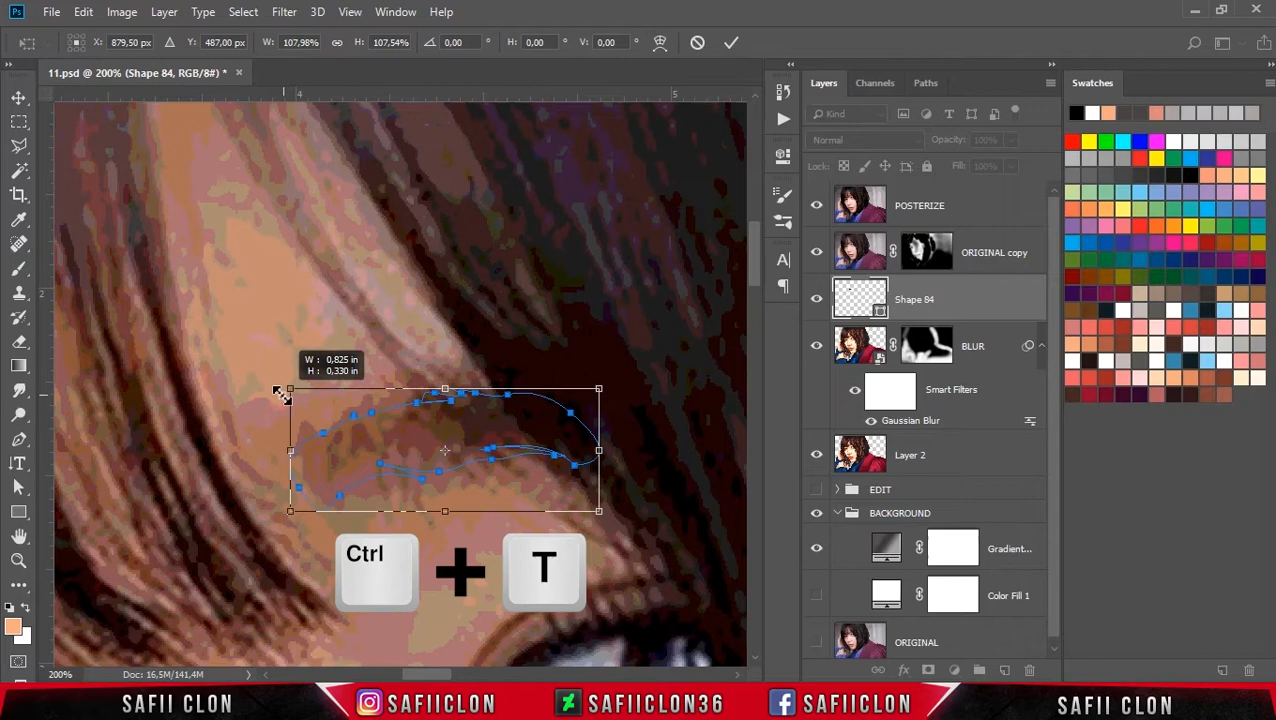 Ps File Edit Image Layer Type Select Filter 3D View Window Help
X: 879,50 px Y: 487,00 px W: 107,98% H: 107,54% 0,00 ° H: 0,00 ° V: 0,00 °
11.psd @ 200% (Shape 84, RGB/8#) * ×
4 5
2
W : 0,825 in
H : 0,330 in
Ctrl + T
Layers Channels Paths
Kind
Normal Opacity: 100%
Lock: Fill: 100%
POSTERIZE
ORIGINAL copy
Shape 84
BLUR
Smart Filters
Gaussian Blur
Layer 2
EDIT
BACKGROUND
Gradient...
Color Fill 1
ORIGINAL
Swatches
200% Doc: 16,5M/141,4M
SAFII CLON SAFIICLON SAFIICLON36 SAFIICLON SAFII CLON